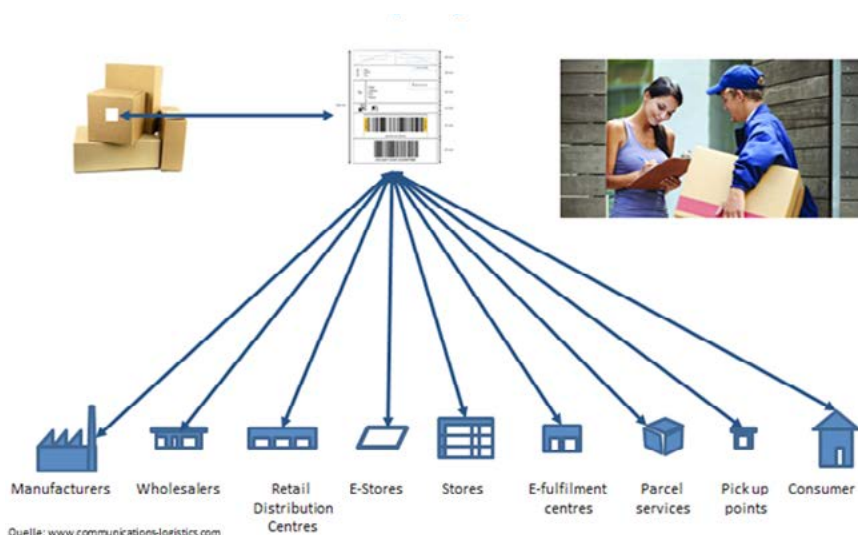 Manufacturers
Wholesalers
Retail
Distribution
Centres
E-Stores
Stores
E-fulfilment
centres
Parcel
services
Pick up
points
Consumer
Quelle: www.communications-logistics.com